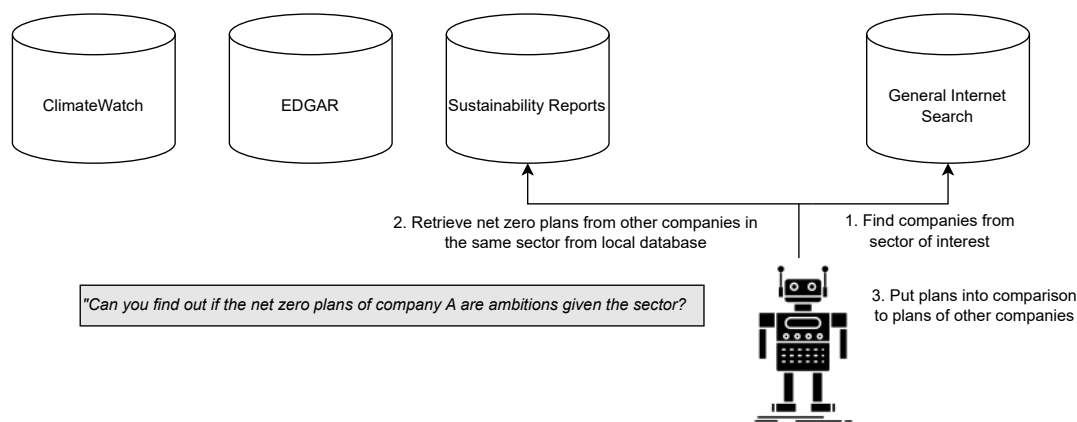 ClimateWatch
EDGAR
Sustainability Reports
General Internet
Search
2. Retrieve net zero plans from other companies in
the same sector from local database
1. Find companies from
sector of interest
"Can you find out if the net zero plans of company A are ambitions given the sector?
3. Put plans into comparison
to plans of other companies